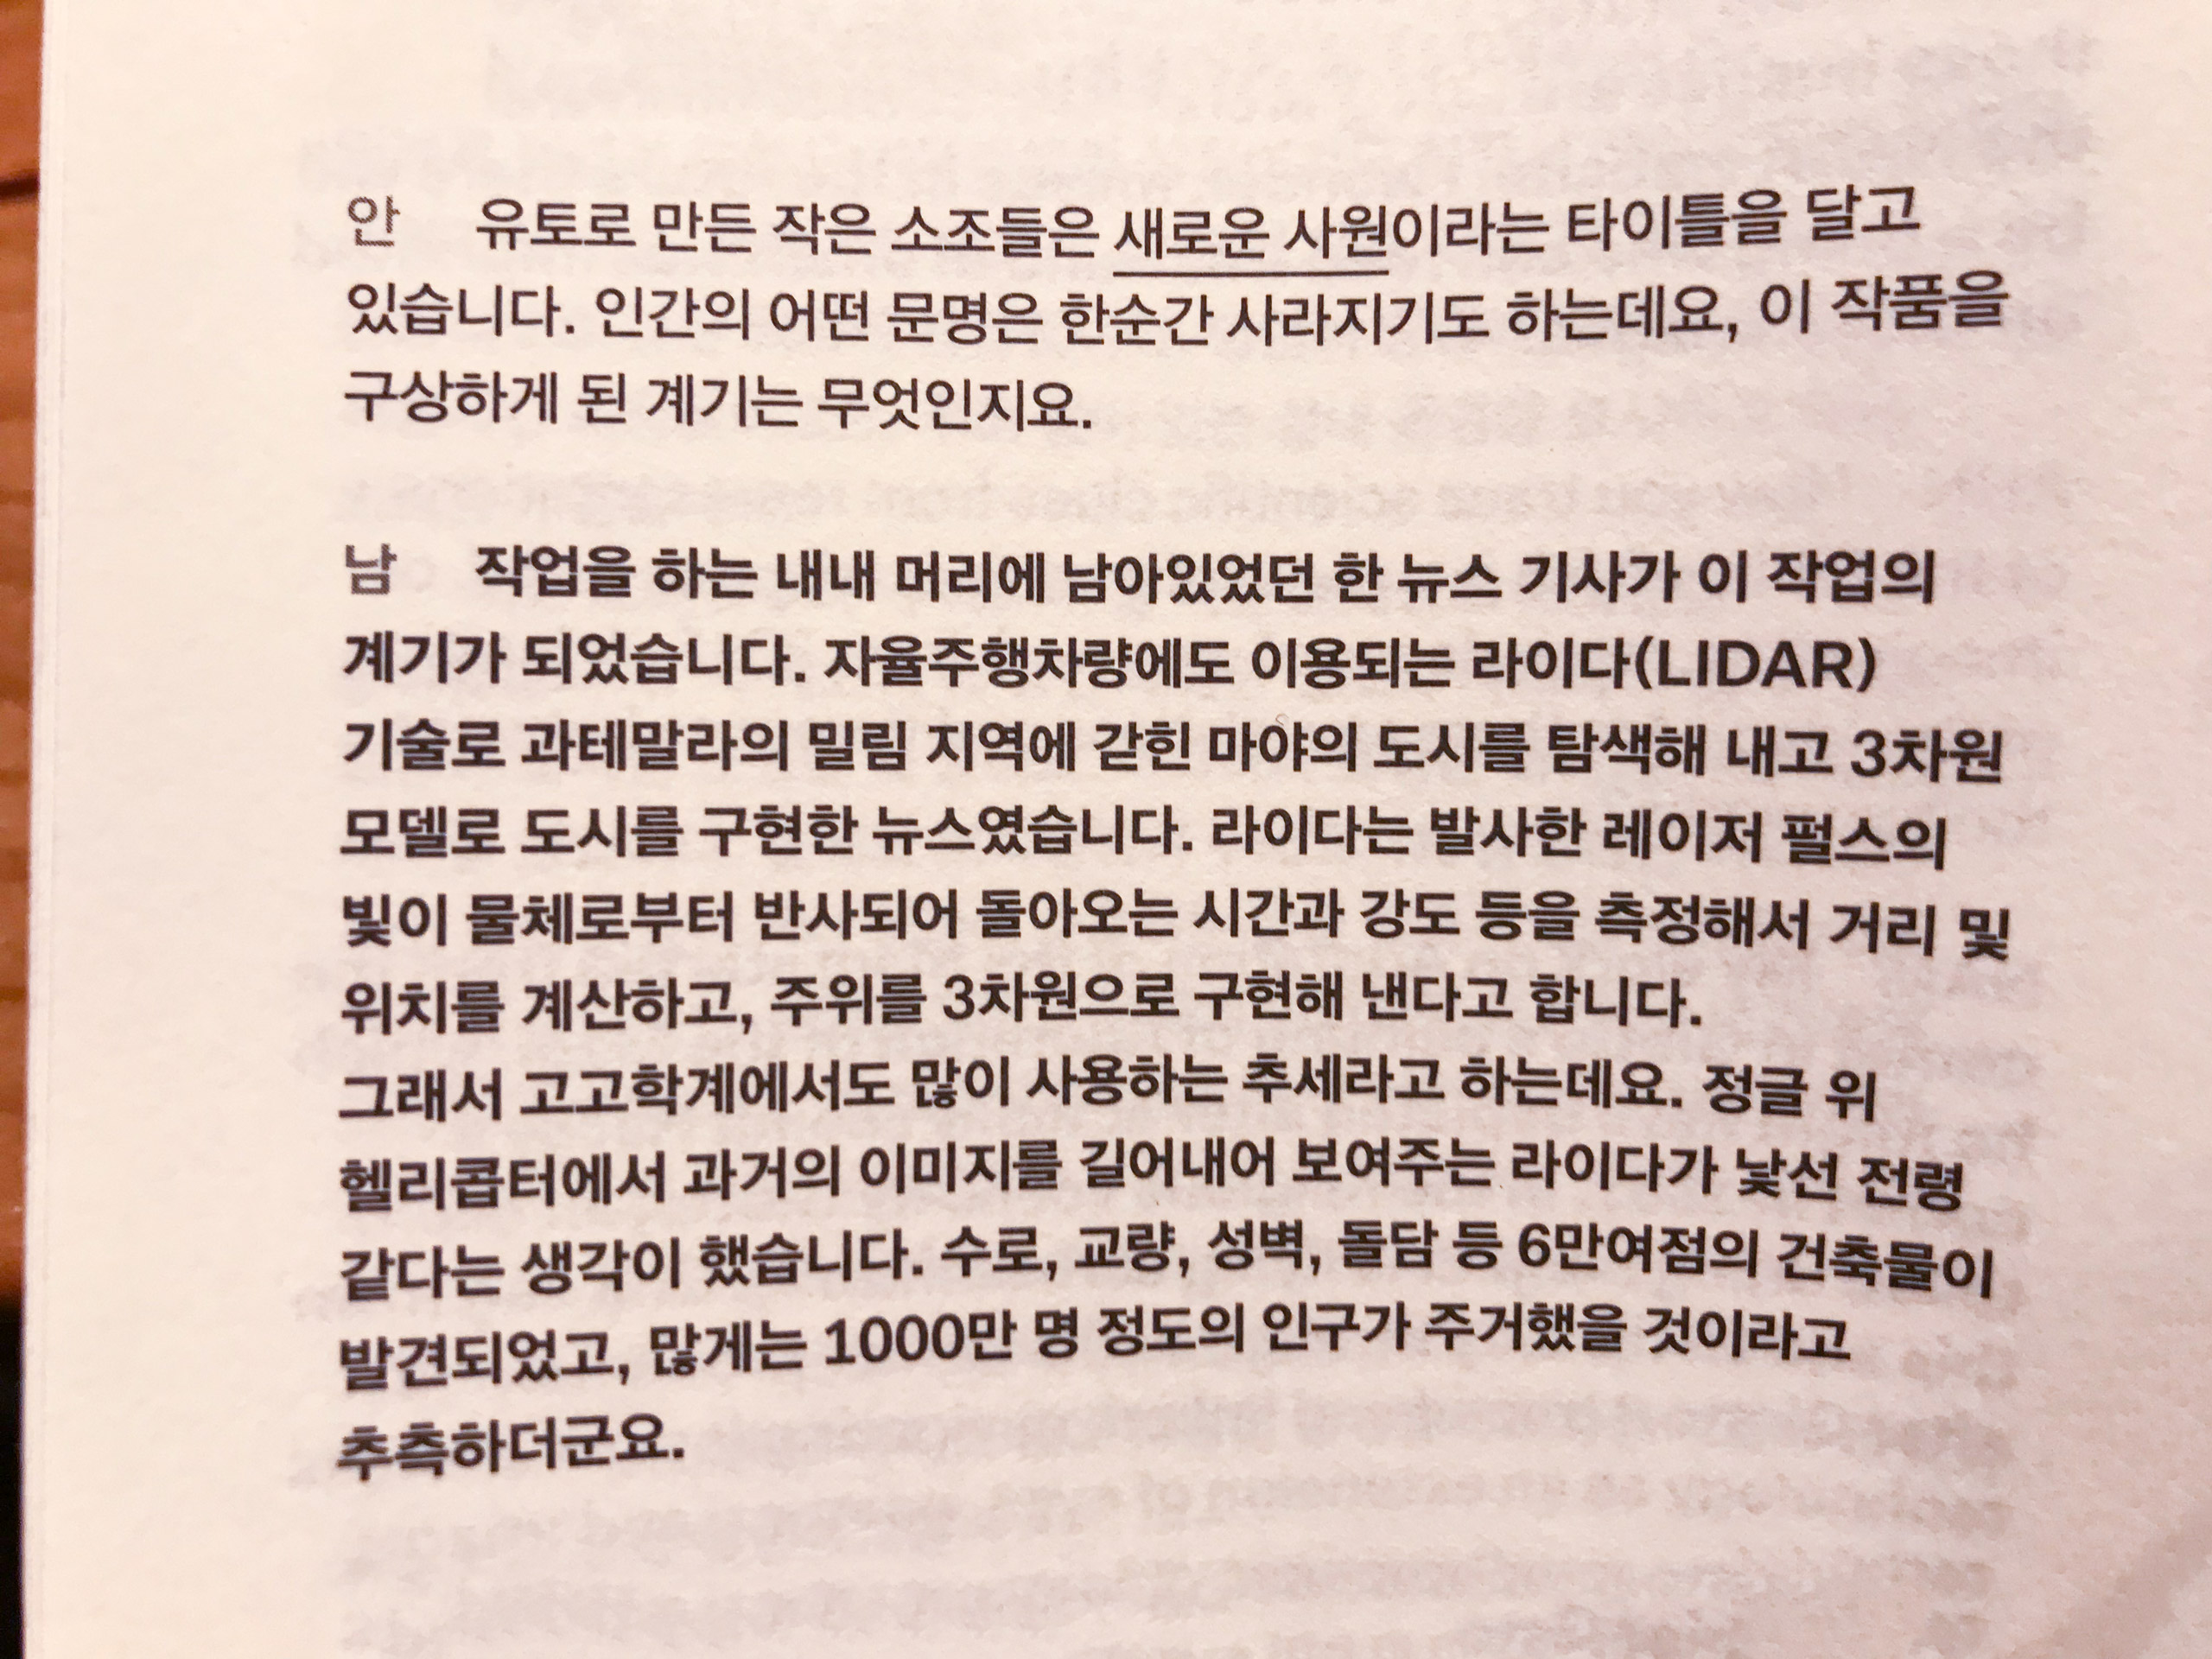 안 유토로 만든 작은 소조들은 새로운 사원이라는 타이틀을 달고
있습니다. 인간의 어떤 문명은 한순간 사라지기도 하는데요, 이 작품을
구상하게 된 계기는 무엇인지요.
남 작업을 하는 내내 머리에 남아있었던 한 뉴스 기사가 이 작업의
계기가 되었습니다. 자율주행차량에도 이용되는 라이다(LIDAR)
기술로 과테말라의 밀림 지역에 갇힌 마야의 도시를 탐색해 내고 3차원
모델로 도시를 구현한 뉴스였습니다. 라이다는 발사한 레이저 펄스의
빛이 물체로부터 반사되어 돌아오는 시간과 강도 등을 측정해서 거리 및
위치를 계산하고, 주위를 3차원으로 구현해 낸다고 합니다.
그래서 고고학계에서도 많이 사용하는 추세라고 하는데요. 정글 위
헬리콥터에서 과거의 이미지를 길어내어 보여주는 라이다가 낯선 전령
같다는 생각이 했습니다. 수로, 교량, 성벽, 돌담 등 6만여점의 건축물이
발견되었고, 많게는 1000만 명 정도의 인구가 주거했을 것이라고
추측하더군요.